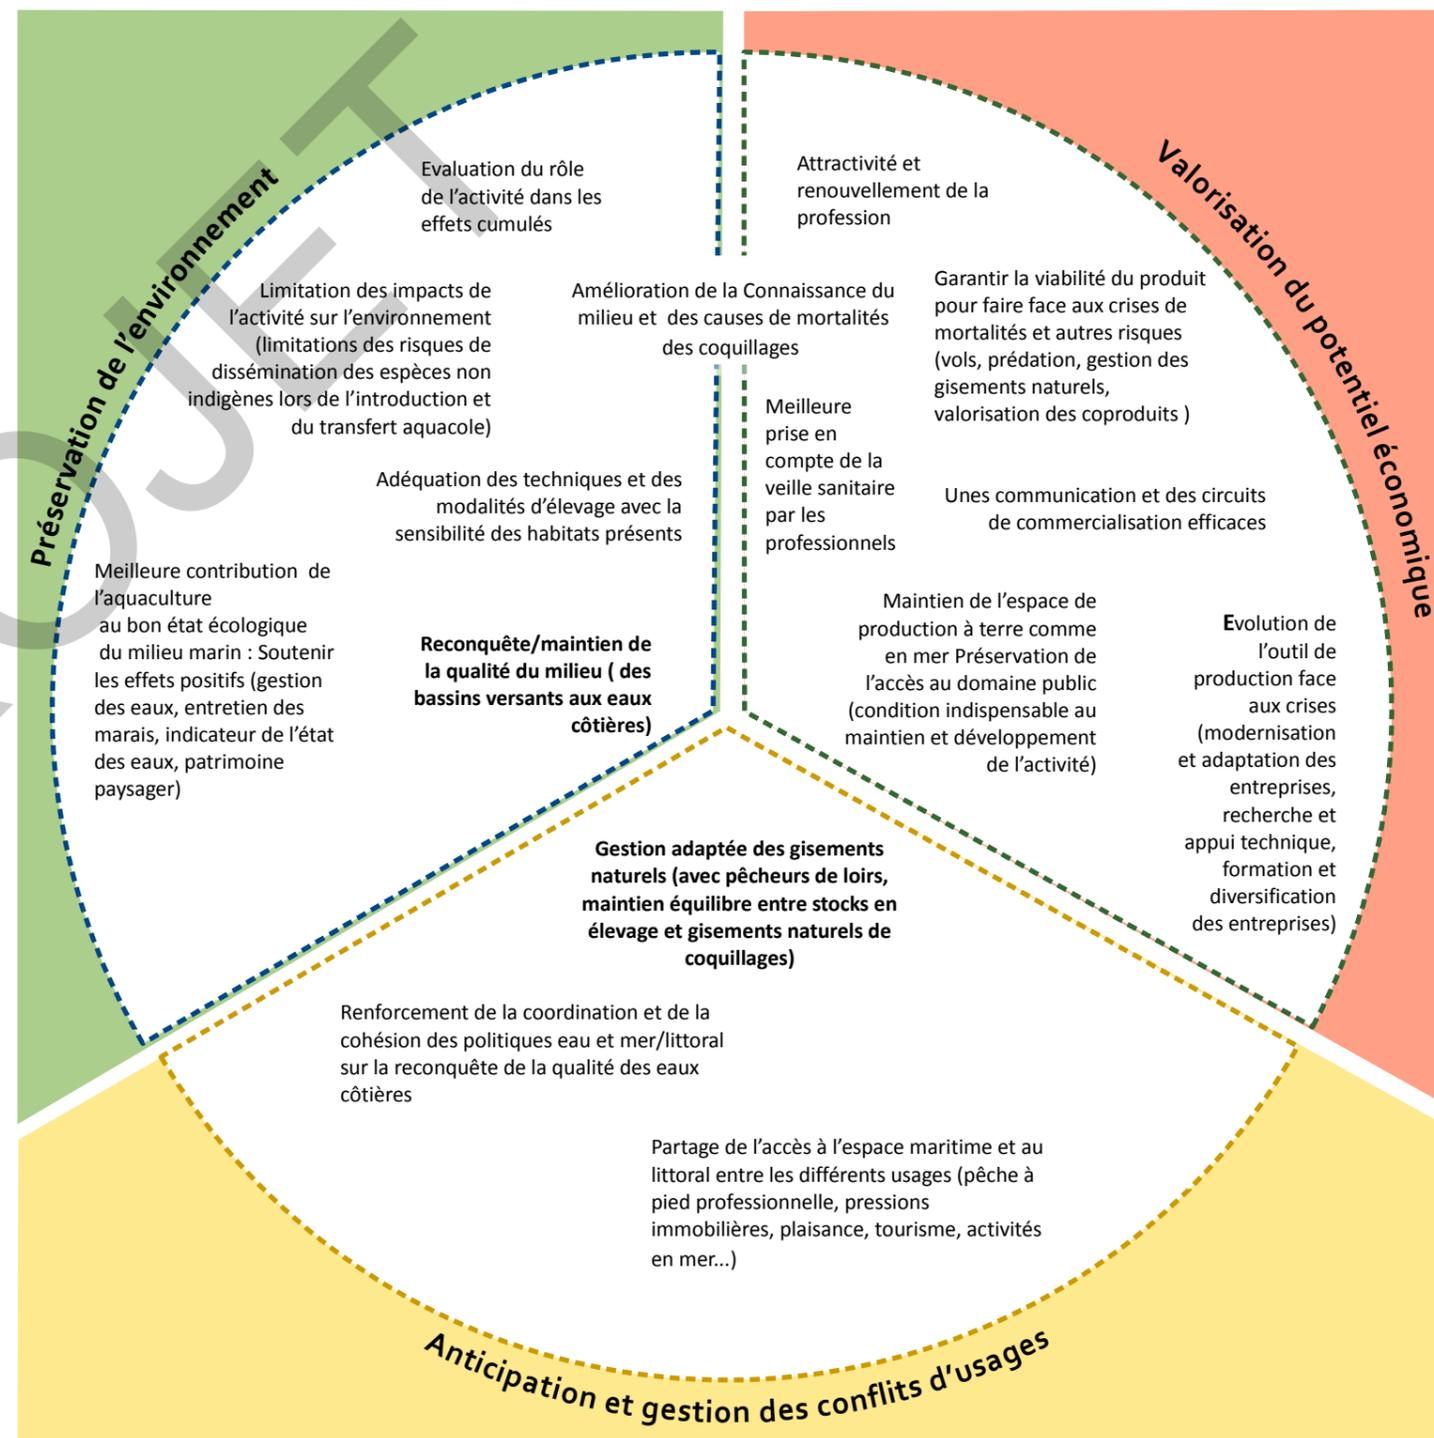 Préservation de l'environnement
Evaluation du rôle
de l'activité dans les
effets cumulés
Limitation des impacts de
l'activité sur l'environnement
(limitations des risques de
dissémination des espèces non
indigènes lors de l'introduction et
du transfert aquacole)
Adéquation des techniques et des
modalités d'élevage avec la
sensibilité des habitats présents
Meilleure contribution de
l'aquaculture
au bon état écologique
du milieu marin : Soutenir
les effets positifs (gestion
des eaux, entretien des
marais, indicateur de l'état
des eaux, patrimoine
paysager)
Reconquête/maintien de
la qualité du milieu ( des
bassins versants aux eaux
côtières)
Amélioration de la Connaissance du
milieu et des causes de mortalités
des coquillages
Valorisation du potentiel économique
Attractivité et
renouvellement de la
profession
Garantir la viabilité du produit
pour faire face aux crises de
mortalités et autres risques
(vols, prédation, gestion des
gisements naturels,
valorisation des coproduits )
Meilleure
prise en
compte de la
veille sanitaire
par les
professionnels
Unes communication et des circuits
de commercialisation efficaces
Maintien de l'espace de
production à terre comme
en mer Préservation de
l'accès au domaine public
(condition indispensable au
maintien et développement
de l'activité)
Evolution de
l'outil de
production face
aux crises
(modernisation
et adaptation des
entreprises,
recherche et
appui technique,
formation et
diversification
des entreprises)
Gestion adaptée des gisements
naturels (avec pêcheurs de loirs,
maintien équilibre entre stocks en
élevage et gisements naturels de
coquillages)
Renforcement de la coordination et de la
cohésion des politiques eau et mer/littoral
sur la reconquête de la qualité des eaux
côtières
Partage de l'accès à l'espace maritime et au
littoral entre les différents usages (pêche à
pied professionnelle, pressions
immobilières, plaisance, tourisme, activités
en mer...)
Anticipation et gestion des conflits d'usages
OJET